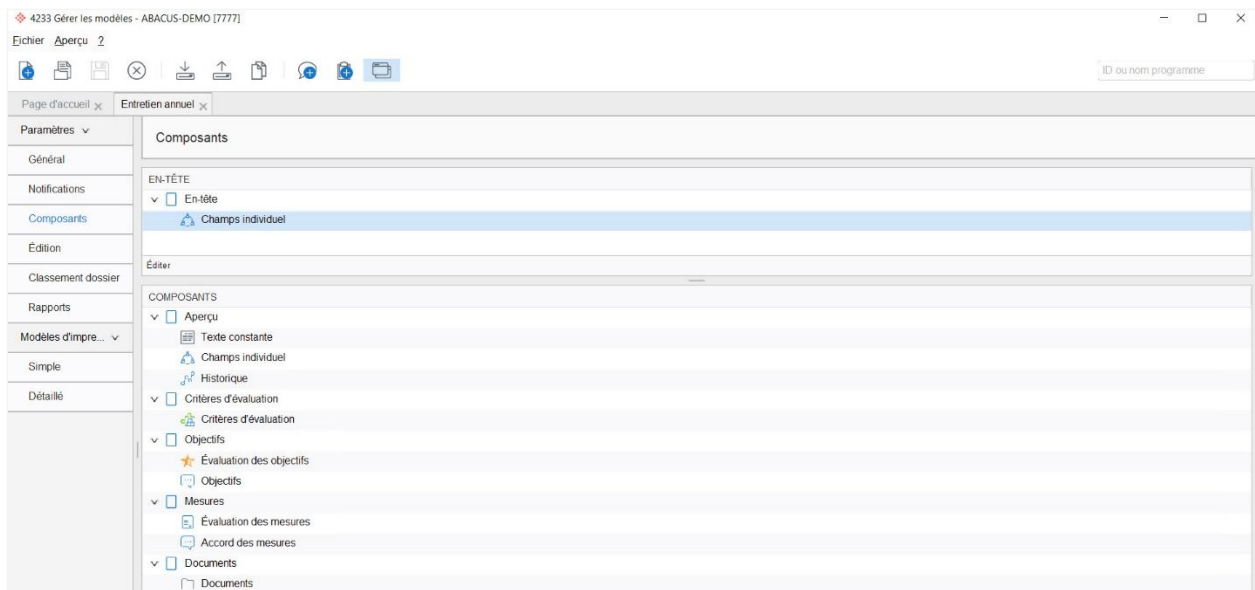 4233 Gérer les modèles - ABACUS-DEMO [7777]
Fichier Aperçu ?
ID ou nom programme
Page d'accueil
Entretien annuel
Paramètres
Général
Notifications
Composants
Édition
Classement dossier
Rapports
Modèles d'impre...
Simple
Détaillé
Composants
EN-TÊTE
En-tête
Champs individuel
Éditer
COMPOSANTS
Aperçu
Texte constante
Champs individuel
Historique
Critères d'évaluation
Critères d'évaluation
Objectifs
Évaluation des objectifs
Objectifs
Mesures
Évaluation des mesures
Accord des mesures
Documents
Documents